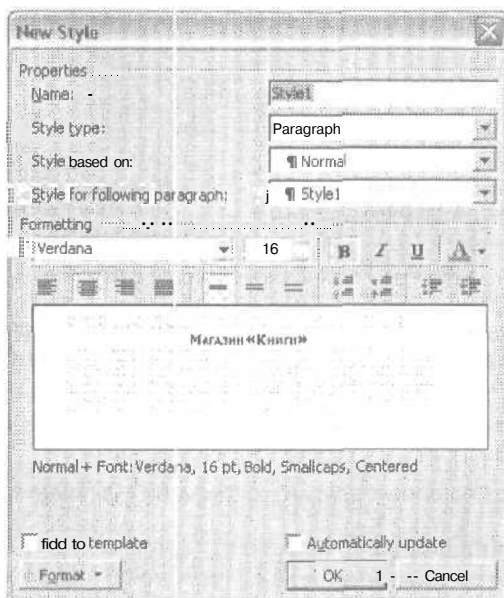 New Style
Properties
Name:
Style1
Style type:
Paragraph
Style based on:
¶ Normal
Style for following paragraph:
¶ Style1
Formatting
Verdana
16
B I U A
Магазин «Книги»
Normal + Font: Verdana, 16 pt, Bold, Smallcaps, Centered
fidd to template
Automatically update
Format
OK
Cancel